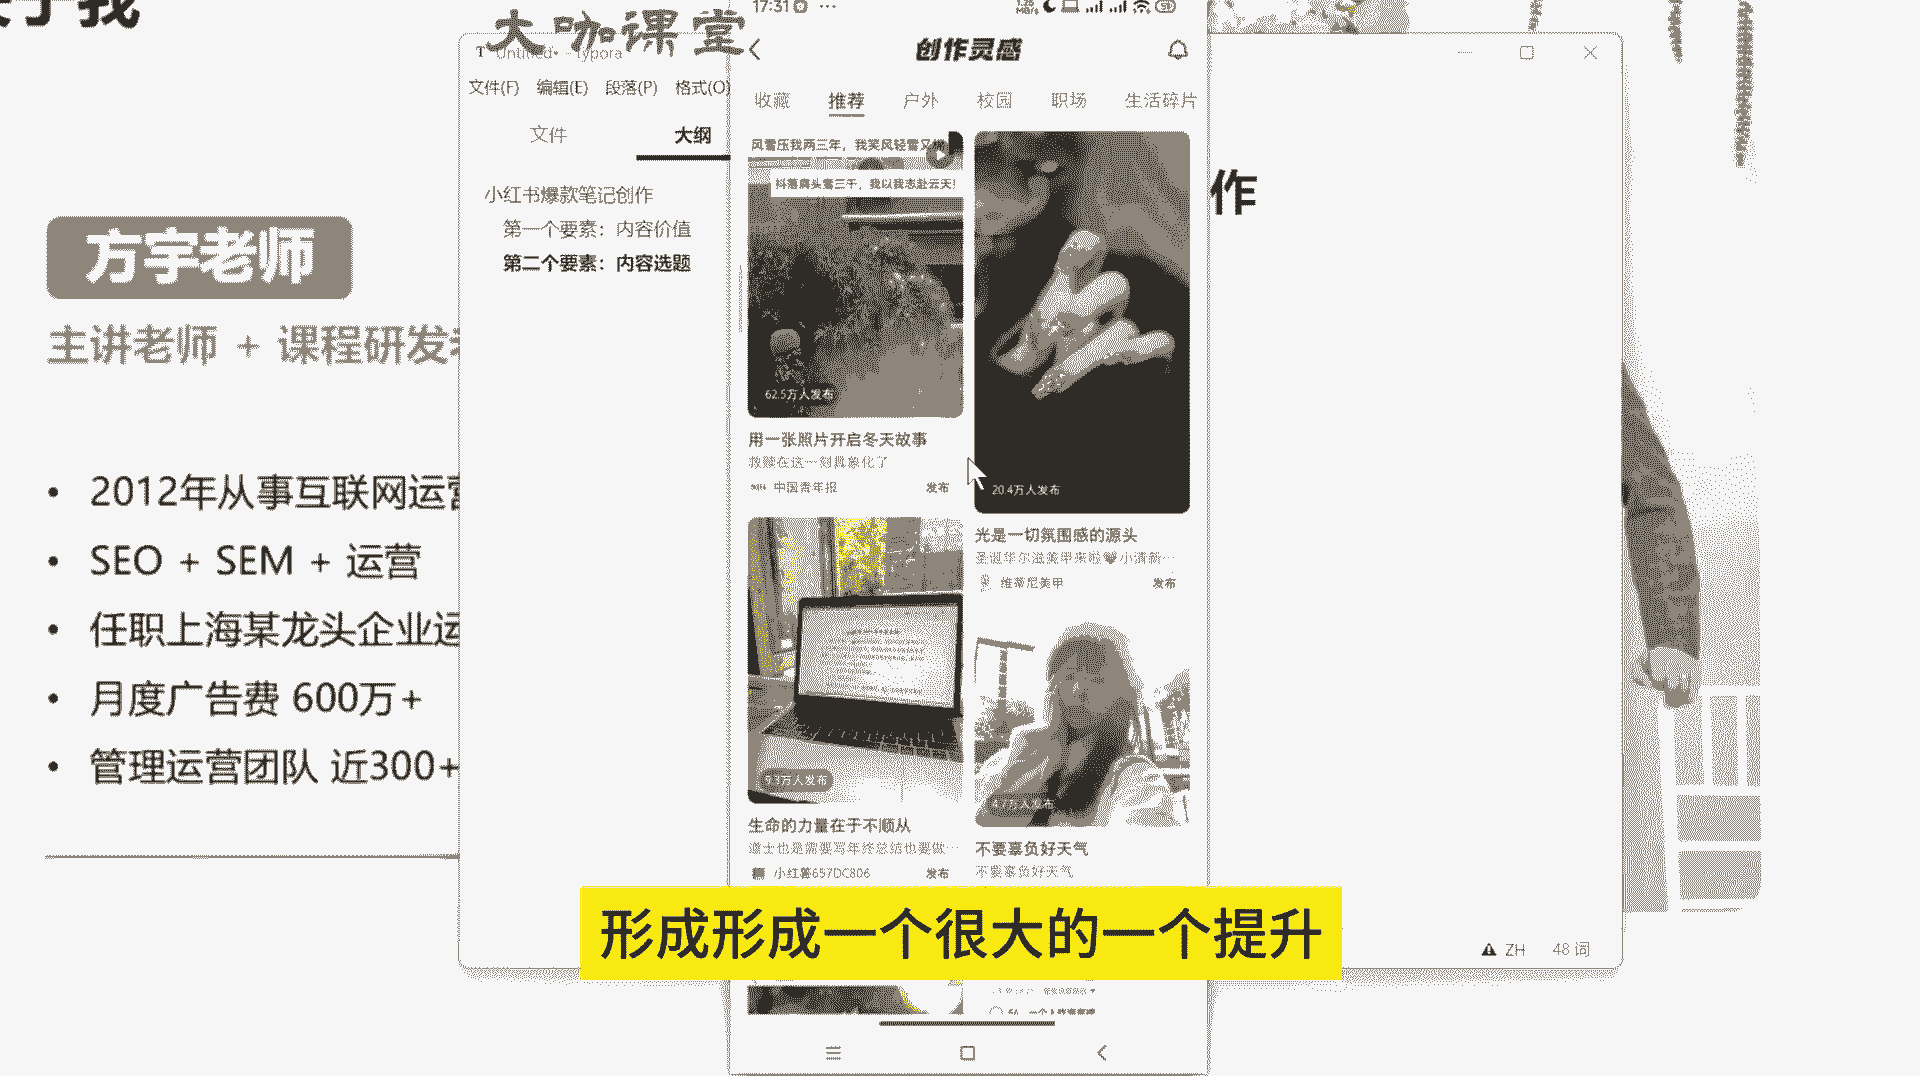 大咖课堂
方宇老师
主讲老师 + 课程研发
• 2012年从事互联网运营
• SEO + SEM + 运营
• 任职上海某龙头企业运
• 月度广告费 600万+
• 管理运营团队 近300+
Untitled• - Typora
文件(F) 编辑(E) 段落(P) 格式(O)
文件 大纲
小红书爆款笔记创作
第一个要素：内容价值
第二个要素：内容选题
作
17:31
创作灵感
收藏 推荐 户外 校园 职场 生活碎片
风雪压我两三年，我笑风轻雪又
抖落肩头雪三千，我以我志赴云天！
62.5万人发布
用一张照片开启冬天故事
救赎在这一刻具象化了
中国青年报 发布
20.4万人发布
光是一切氛围感的源头
圣诞华尔滋美甲来啦 小清新…
维蒂尼美甲 发布
9.3万人发布
生命的力量在于不顺从
道士也是需要写年终总结也要做…
小红薯657DC806 发布
4.7万人发布
不要辜负好天气
不要辜负好天气
形成形成一个很大的一个提升
ZH 48 词